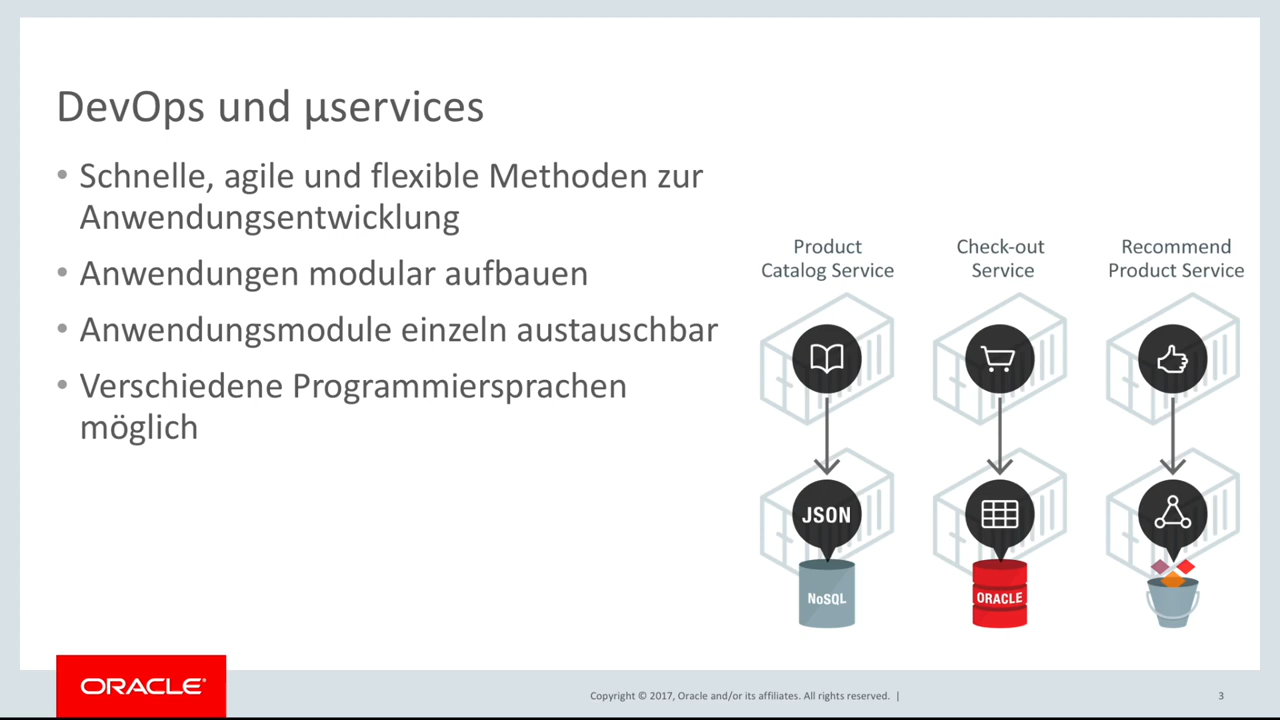 DevOps und µservices
• Schnelle, agile und flexible Methoden zur
Anwendungsentwicklung
• Anwendungen modular aufbauen
• Anwendungsmodule einzeln austauschbar
• Verschiedene Programmiersprachen
möglich
Product
Catalog Service
Check-out
Service
Recommend
Product Service
JSON
NoSQL
ORACLE
ORACLE®
Copyright © 2017, Oracle and/or its affiliates. All rights reserved. |
3